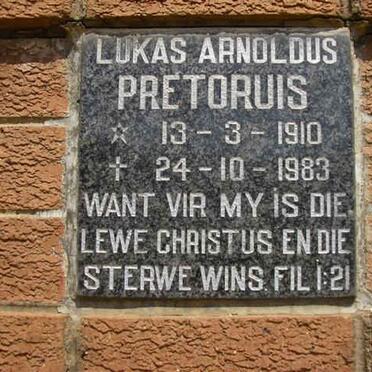 LUKAS ARNOLDUS
PRETORUIS
☆ 13 - 3 - 1910
✝ 24 - 10 - 1983
WANT VIR MY IS DIE
LEWE CHRISTUS EN DIE
STERWE WINS. FIL 1:21